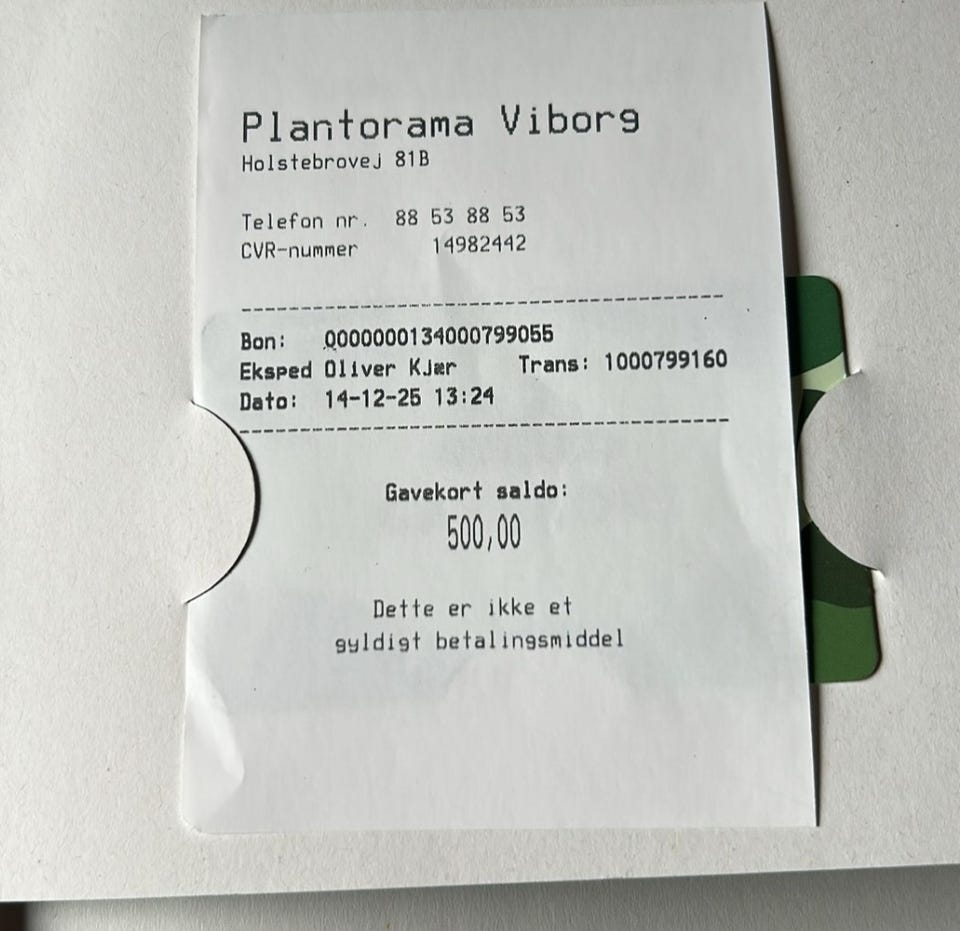 Plantorama Viborg
Holstebrovej 81B
Telefon nr. 88 53 88 53
CVR-nummer 14982442
--------------------------------------------
Bon: 00000000134000799055
Eksped Oliver Kjær Trans: 1000799160
Dato: 14-12-25 13:24
--------------------------------------------
Gavekort saldo:
500,00
Dette er ikke et
gyldigt betalingsmiddel